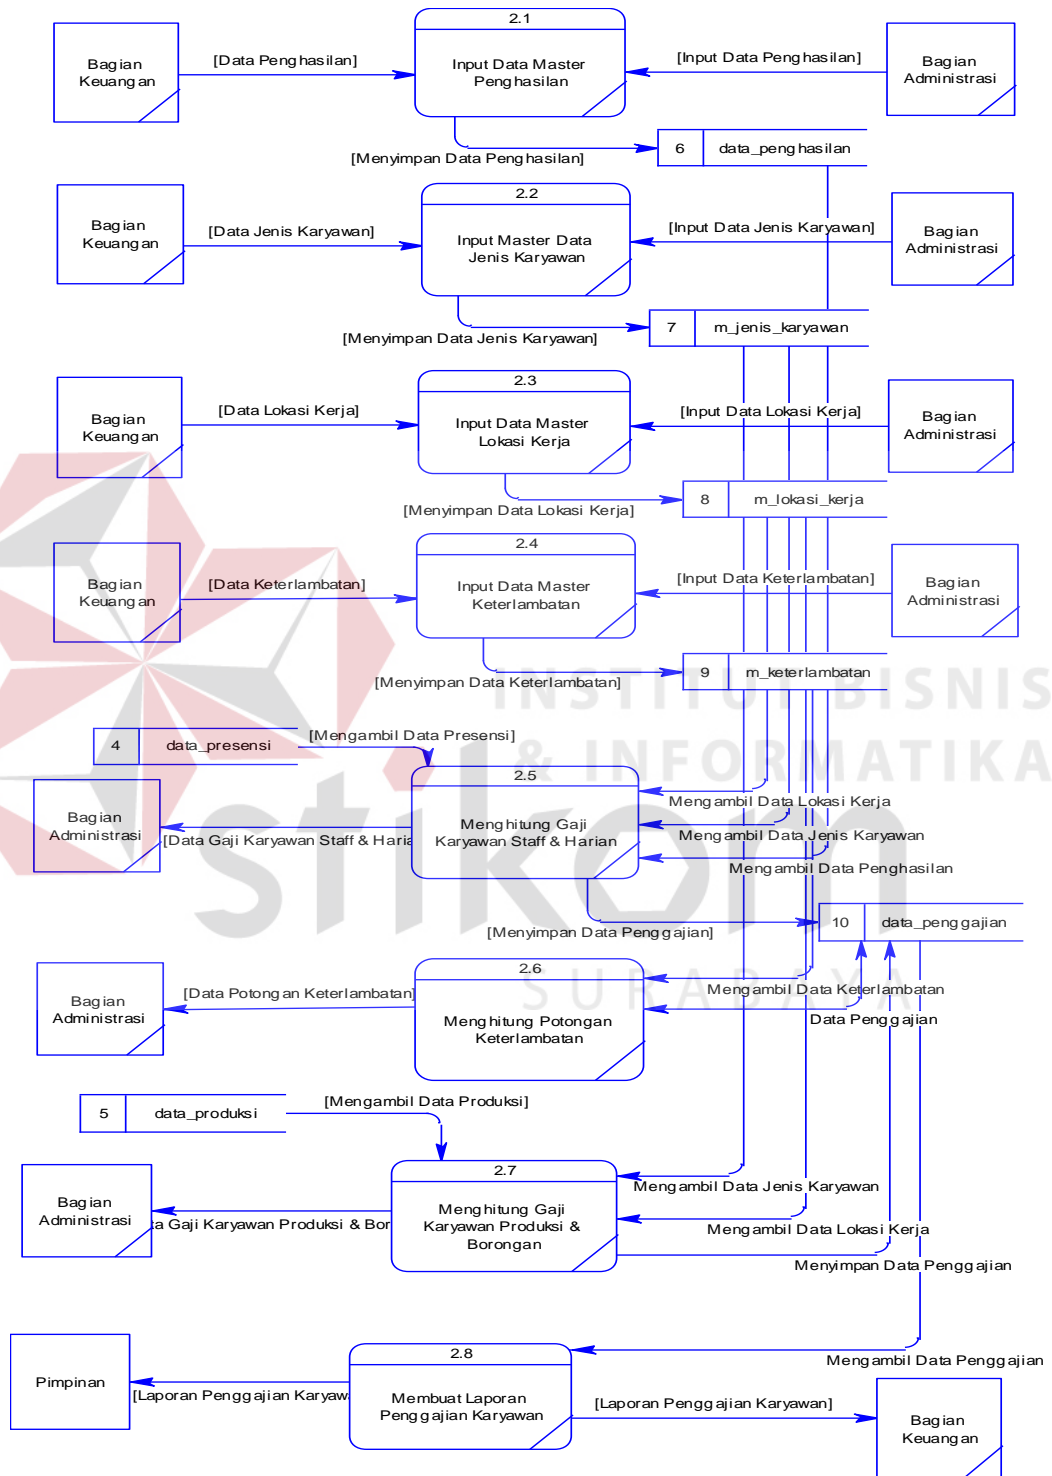 2.1
Bagian
Keuangan
[Data Penghasilan]
Input Data Master
Penghasilan
[Input Data Penghasilan]
Bagian
Administrasi
[Menyimpan Data Penghasilan]
6 data_penghasilan
2.2
Bagian
Keuangan
[Data Jenis Karyawan]
Input Master Data
Jenis Karyawan
[Input Data Jenis Karyawan]
Bagian
Administrasi
[Menyimpan Data Jenis Karyawan]
7 m_jenis_karyawan
2.3
Bagian
Keuangan
[Data Lokasi Kerja]
Input Data Master
Lokasi Kerja
[Input Data Lokasi Kerja]
Bagian
Administrasi
[Menyimpan Data Lokasi Kerja]
8 m_lokasi_kerja
2.4
Bagian
Keuangan
[Data Keterlambatan]
Input Data Master
Keterlambatan
[Input Data Keterlambatan]
Bagian
Administrasi
[Menyimpan Data Keterlambatan]
9 m_keterlambatan
INSTITUT BISNIS
& INFORMATIKA
stikom
SURABAYA
4 data_presensi
[Mengambil Data Presensi]
2.5
Bagian
Administrasi
[Data Gaji Karyawan Staff & Haria
Menghitung Gaji
Karyawan Staff & Harian
Mengambil Data Lokasi Kerja
Mengambil Data Jenis Karyawan
Mengambil Data Penghasilan
[Menyimpan Data Penggajian]
10 data_penggajian
2.6
Bagian
Administrasi
[Data Potongan Keterlambatan]
Menghitung Potongan
Keterlambatan
Mengambil Data Keterlambatan
Data Penggajian
5 data_produksi
[Mengambil Data Produksi]
2.7
Bagian
Administrasi
a Gaji Karyawan Produksi & Bor
Menghitung Gaji
Karyawan Produksi &
Borongan
Mengambil Data Jenis Karyawan
Mengambil Data Lokasi Kerja
Menyimpan Data Penggajian
2.8
Pimpinan
[Laporan Penggajian Karyaw
Membuat Laporan
Penggajian Karyawan
Mengambil Data Penggajian
[Laporan Penggajian Karyawan]
Bagian
Keuangan